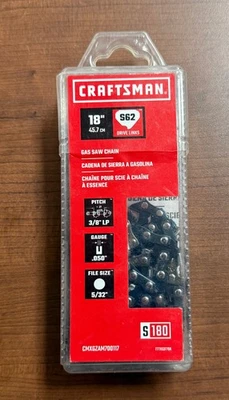 CRAFTSMAN®
18"
45.7 CM
S62
DRIVE LINKS
GAS SAW CHAIN
CADENA DE SIERRA A GASOLINA
CHAÎNE POUR SCIE À CHAÎNE
À ESSENCE
PITCH
3/8" LP
GAUGE
.050"
FILE SIZE
5/32"
S180
CMXGZAM700117